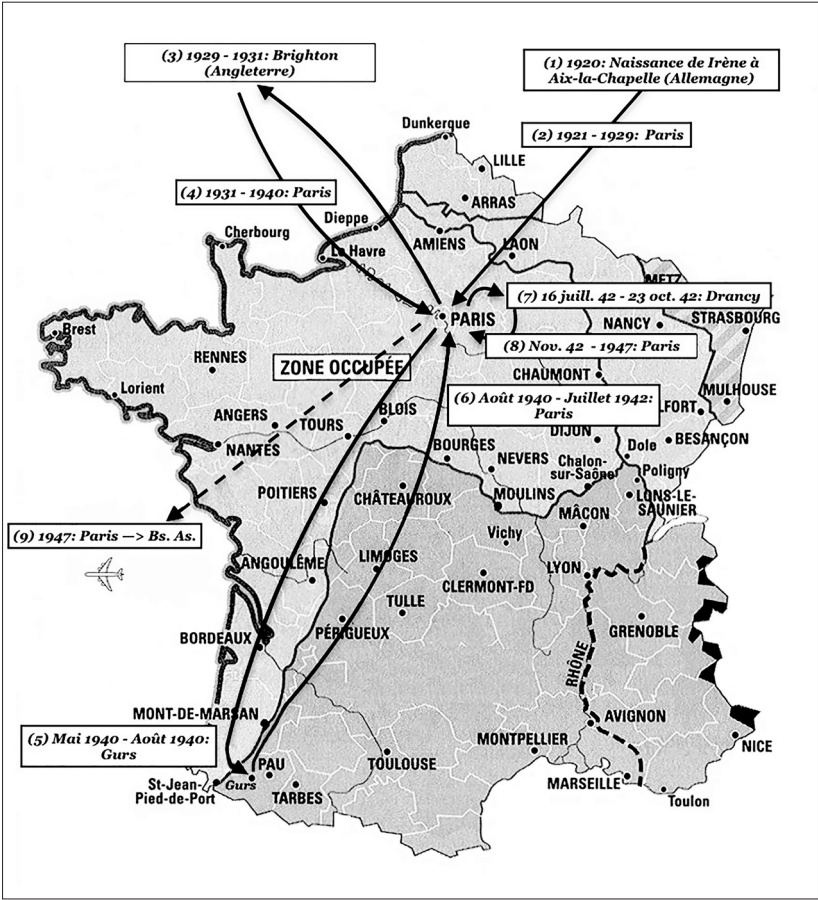 (3) 1929 - 1931: Brighton
(Angleterre)
(1) 1920: Naissance de Irène à
Aix-la-Chapelle (Allemagne)
Dunkerque
(2) 1921 - 1929: Paris
LILLE
(4) 1931 - 1940: Paris
ARRAS
Dieppe
Cherbourg
AMIENS
LAON
Le Havre
METZ
(7) 16 juill. 42 - 23 oct. 42: Drancy
PARIS
NANCY
STRASBOURG
Brest
(8) Nov. 42 - 1947: Paris
RENNES
ZONE OCCUPÉE
CHAUMONT
Lorient
(6) Août 1940 - Juillet 1942:
Paris
MULHOUSE
LFORT
ANGERS
TOURS
BLOIS
DIJON
NANTES
BOURGES
Dole
BESANÇON
NEVERS
Chalon-
sur-Saône
Poligny
POITIERS
CHÂTEAUROUX
MOULINS
LONS-LE-
SAUNIER
MÂCON
(9) 1947: Paris —> Bs. As.
Vichy
ANGOULÊME
LIMOGES
LYON
CLERMONT-FD
TULLE
PÉRIGUEUX
GRENOBLE
BORDEAUX
RHÔNE
MONT-DE-MARSAN
AVIGNON
(5) Mai 1940 - Août 1940:
Gurs
MONTPELLIER
NICE
PAU
TOULOUSE
St-Jean-
Pied-de-Port
Gurs
TARBES
MARSEILLE
Toulon